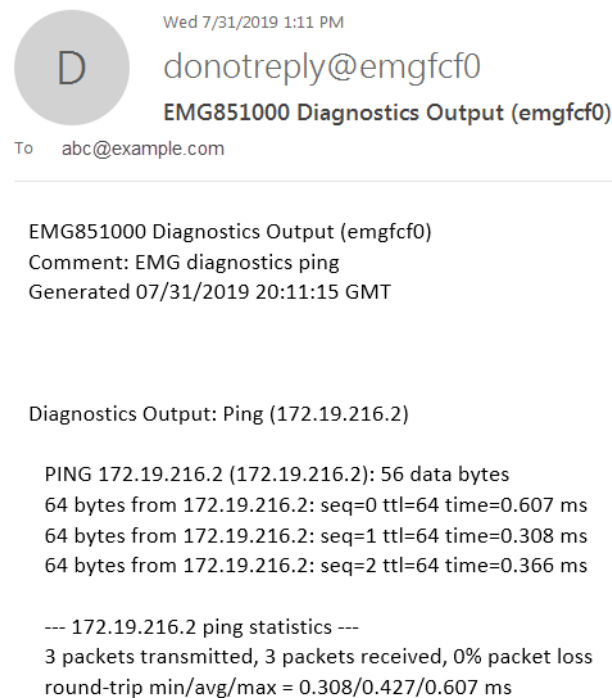 Wed 7/31/2019 1:11 PM
D
donotreply@emgfcf0
EMG851000 Diagnostics Output (emgfcf0)
To abc@example.com
EMG851000 Diagnostics Output (emgfcf0)
Comment: EMG diagnostics ping
Generated 07/31/2019 20:11:15 GMT
Diagnostics Output: Ping (172.19.216.2)
PING 172.19.216.2 (172.19.216.2): 56 data bytes
64 bytes from 172.19.216.2: seq=0 ttl=64 time=0.607 ms
64 bytes from 172.19.216.2: seq=1 ttl=64 time=0.308 ms
64 bytes from 172.19.216.2: seq=2 ttl=64 time=0.366 ms
--- 172.19.216.2 ping statistics ---
3 packets transmitted, 3 packets received, 0% packet loss
round-trip min/avg/max = 0.308/0.427/0.607 ms